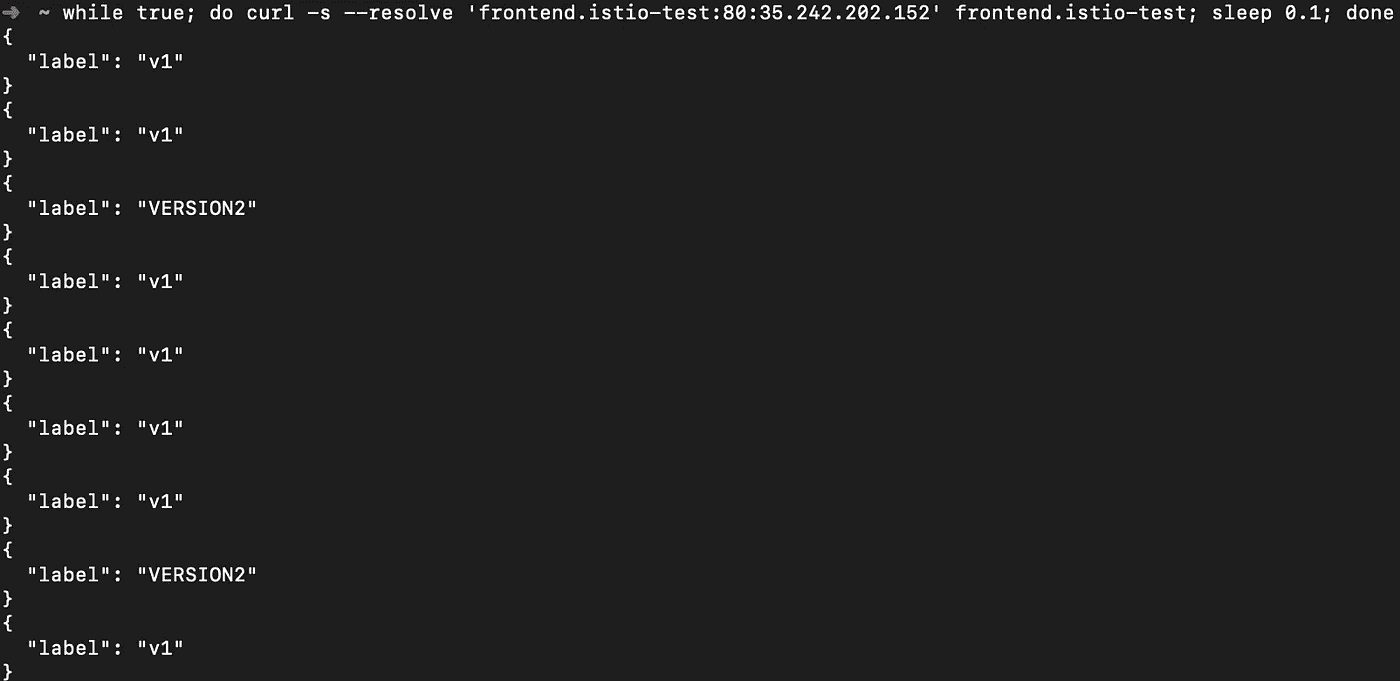 ➜  ~ while true; do curl -s --resolve 'frontend.istio-test:80:35.242.202.152' frontend.istio-test; sleep 0.1; done
{
  "label": "v1"
}
{
  "label": "v1"
}
{
  "label": "VERSION2"
}
{
  "label": "v1"
}
{
  "label": "v1"
}
{
  "label": "v1"
}
{
  "label": "v1"
}
{
  "label": "VERSION2"
}
{
  "label": "v1"
}